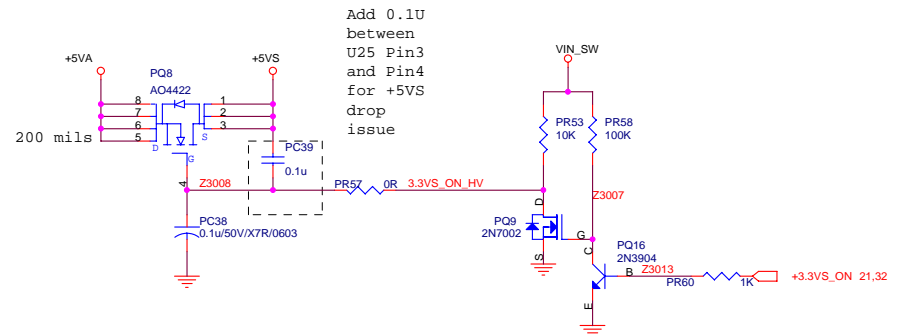 Add 0.1U
between
U25 Pin3
and Pin4
for +5VS
drop
issue
+5VA
+5VS
VIN_SW
PQ8
AO4422
8
7
6
5
1
2
3
D
S
G
4
200 mils
PC39
0.1u
Z3008
PR57
0R
3.3VS_ON_HV
PC38
0.1u/50V/X7R/0603
PR53
10K
PR58
100K
Z3007
D
PQ9
2N7002
G
S
C
PQ16
2N3904
B
Z3013
E
PR60
1K
+3.3VS_ON 21,32